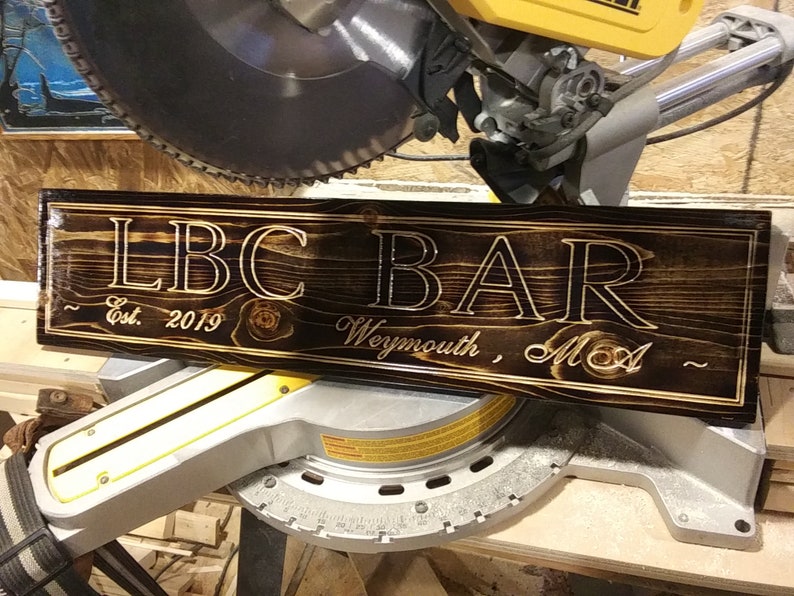 LBC BAR
~ Est. 2019 Weymouth, MA ~